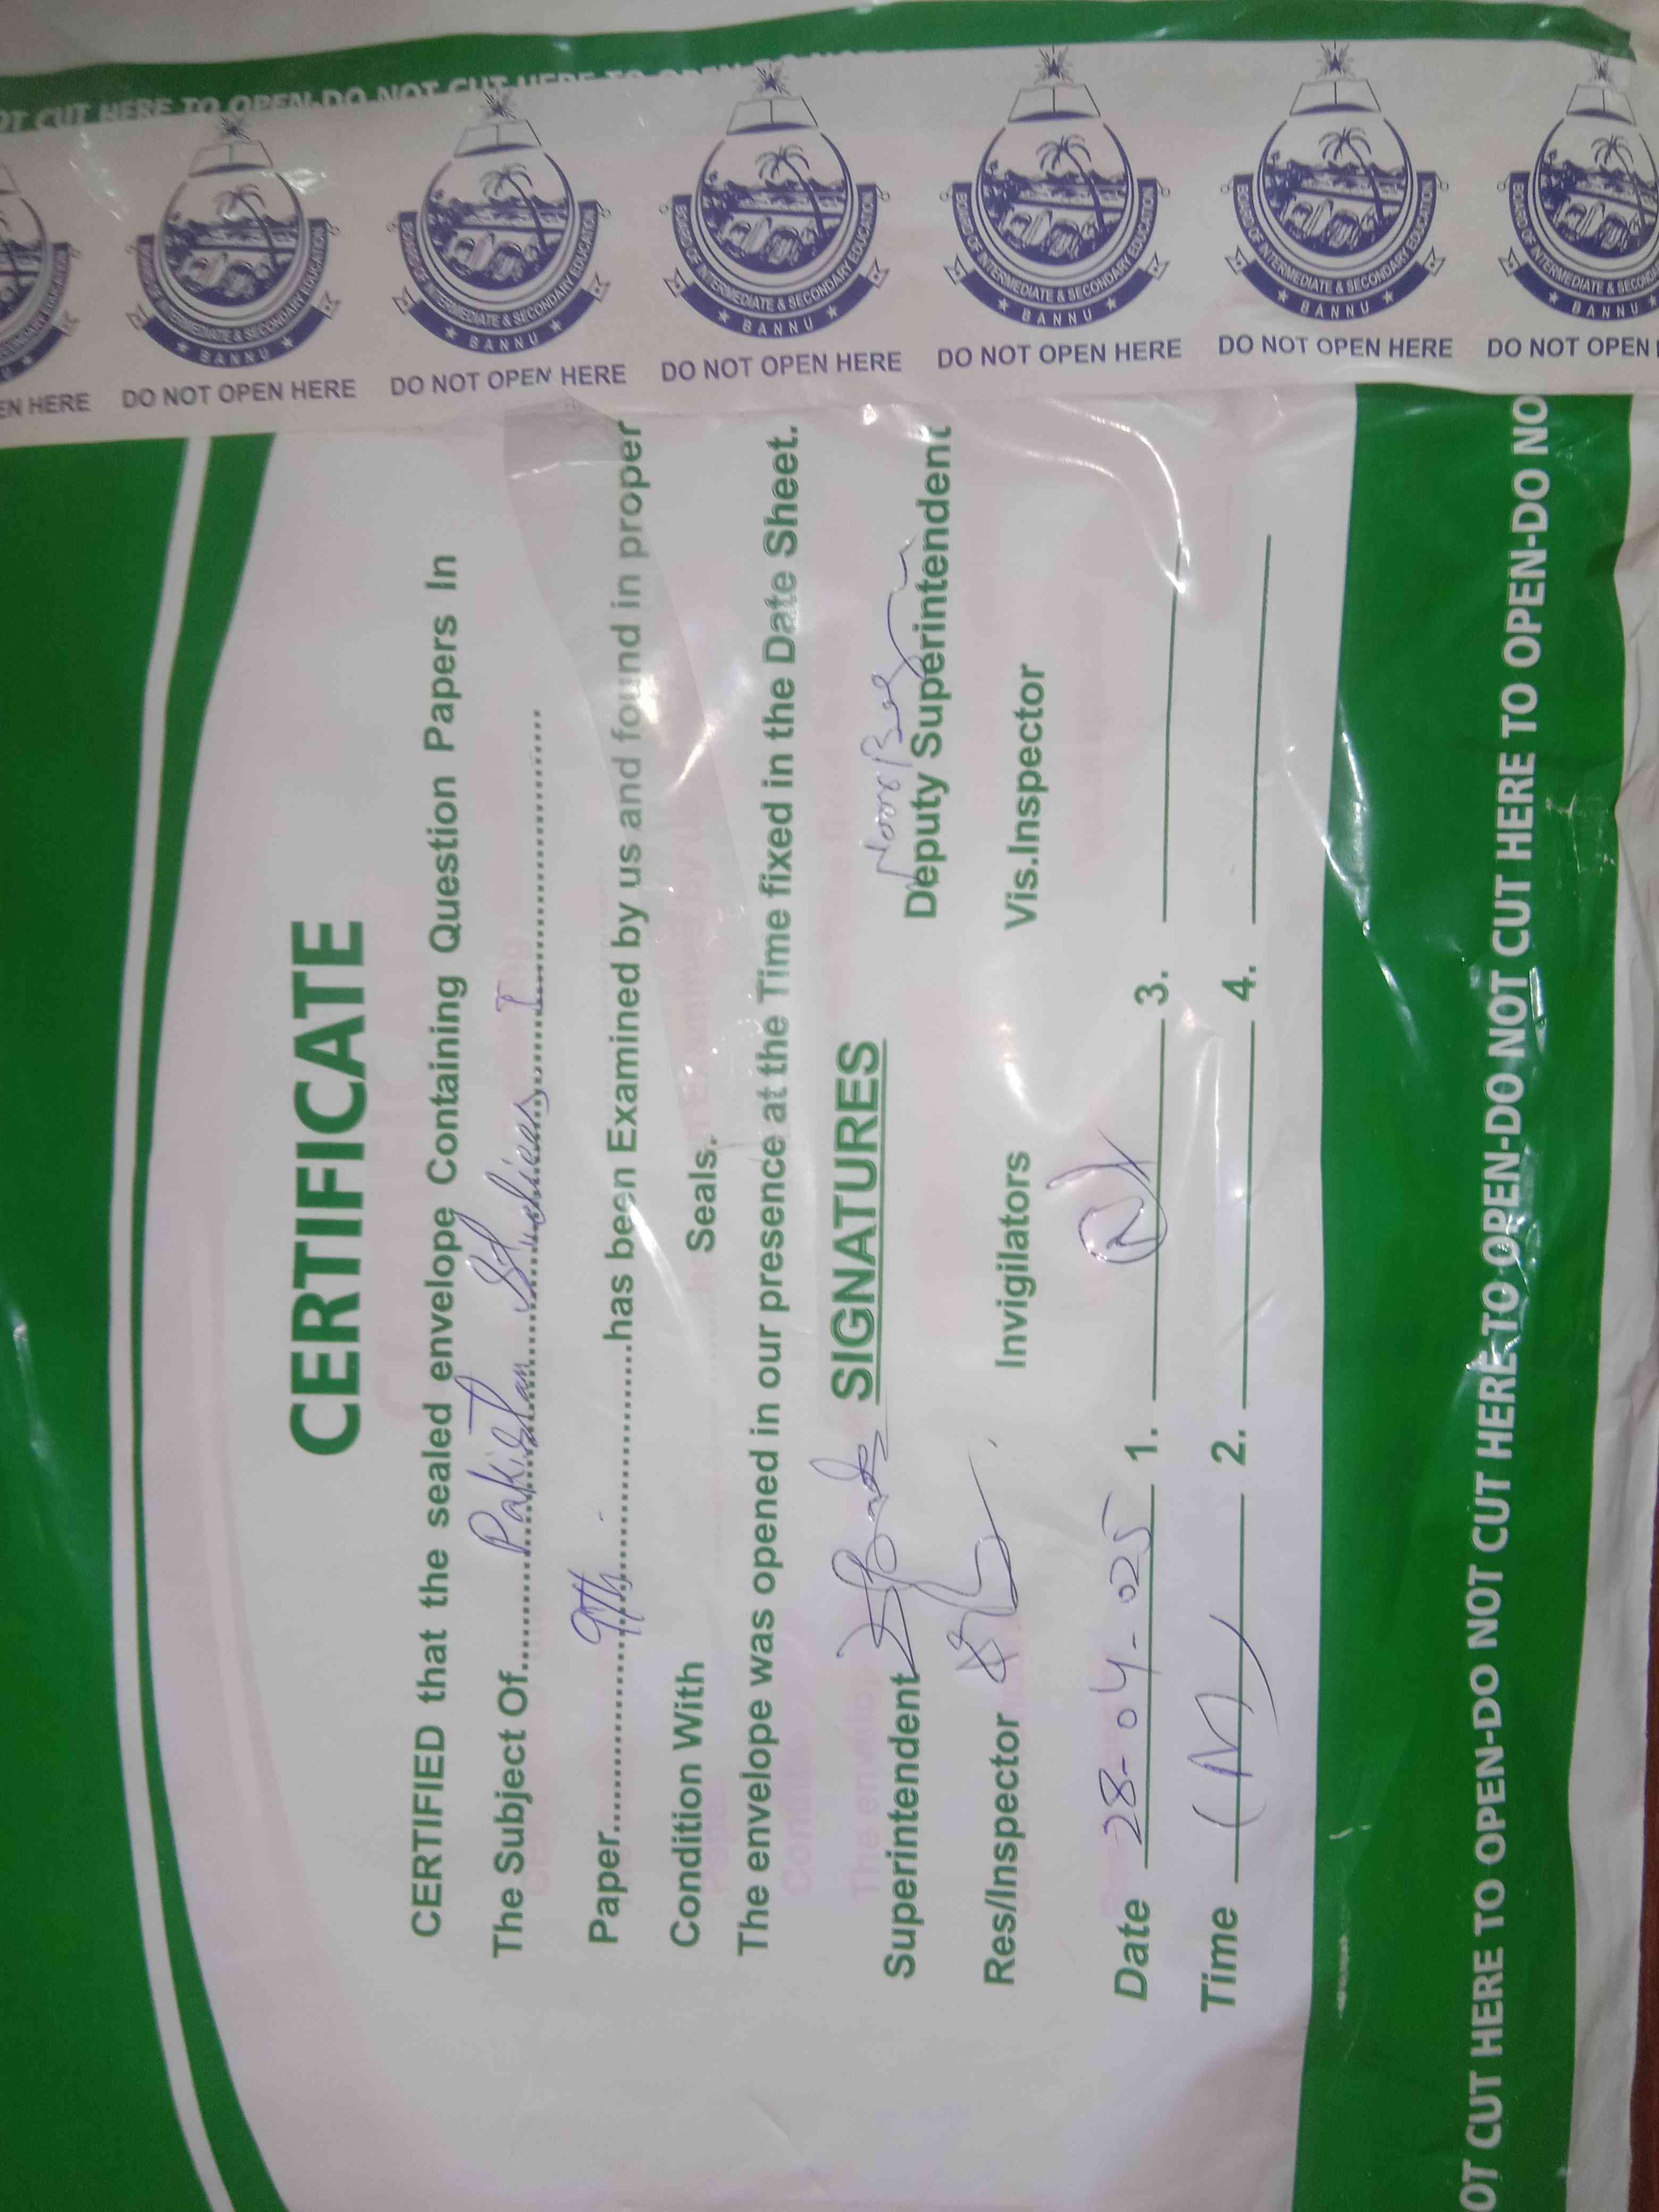 OT CUT HERE TO OPEN-DO NOT CUT HERE TO OPEN
BOARD OF INTERMEDIATE & SECONDARY EDUCATION
★ BANNU ★
EN HERE DO NOT OPEN HERE DO NOT OPEN HERE DO NOT OPEN HERE DO NOT OPEN HERE DO NOT OPEN HERE DO NOT OPEN
CERTIFICATE
CERTIFIED that the sealed envelope Containing Question Papers In
The Subject Of Pakistan Studies
Paper 9th has been Examined by us and found in proper
Condition With Seals.
The envelope was opened in our presence at the Time fixed in the Date Sheet.
SIGNATURES
Superintendent Deputy Superintendent
Res/Inspector Invigilators Vis.Inspector
Date 28-04-025 1. 3.
Time 2. 4.
OT CUT HERE TO OPEN-DO NOT CUT HERE TO OPEN-DO NOT CUT HERE TO OPEN-DO NOT CUT HERE TO OPEN-DO NO